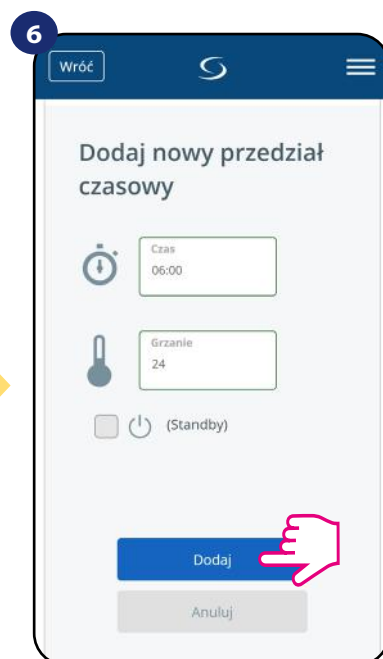 6
Wróć
Dodaj nowy przedział
czasowy
Czas
06:00
Grzanie
24
(Standby)
Dodaj
Anuluj